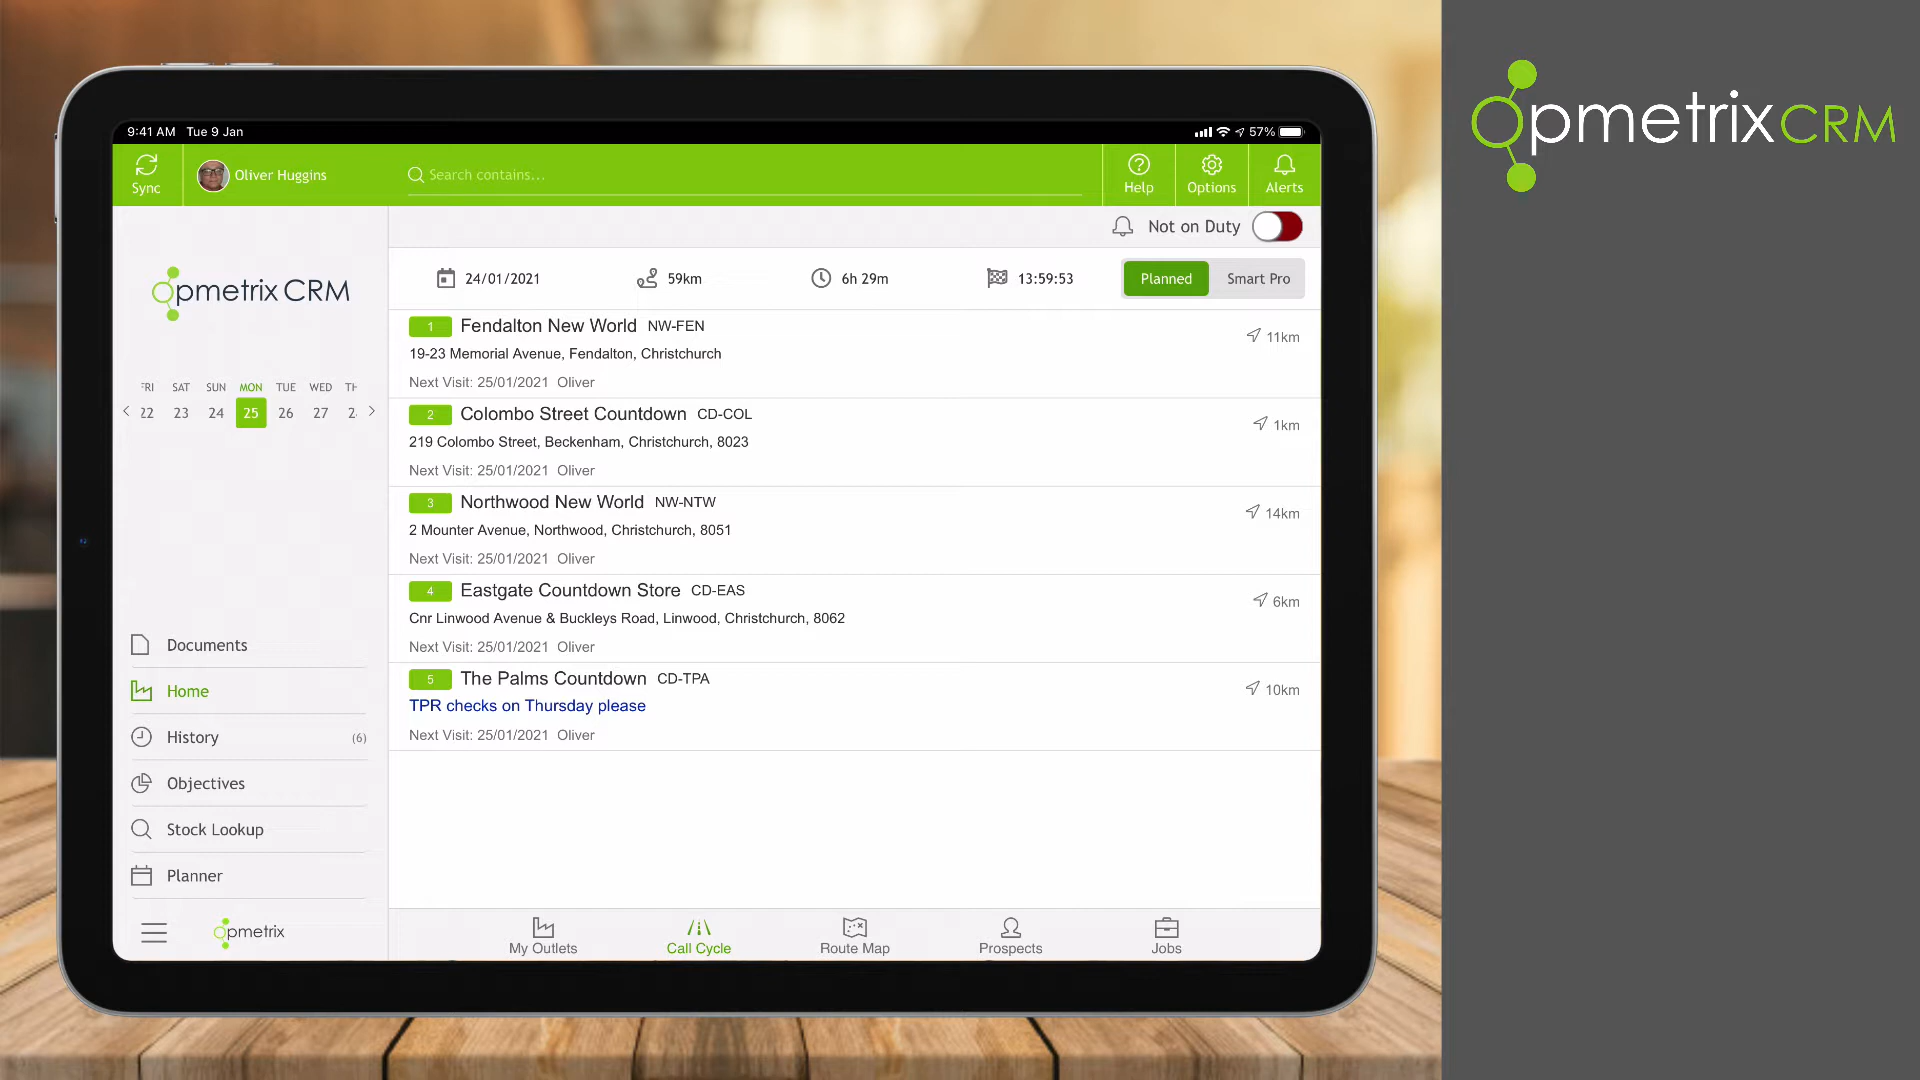 9:41 AM Tue 9 Jan
57%
Sync
Oliver Huggins
Search contains...
Help
Options
Alerts
Not on Duty
opmetrix CRM
24/01/2021
59km
6h 29m
13:59:53
Planned
Smart Pro
FRI SAT SUN MON TUE WED TH
22 23 24 25 26 27 2
1 Fendalton New World NW-FEN
19-23 Memorial Avenue, Fendalton, Christchurch
Next Visit: 25/01/2021 Oliver
11km
2 Colombo Street Countdown CD-COL
219 Colombo Street, Beckenham, Christchurch, 8023
Next Visit: 25/01/2021 Oliver
1km
3 Northwood New World NW-NTW
2 Mounter Avenue, Northwood, Christchurch, 8051
Next Visit: 25/01/2021 Oliver
14km
4 Eastgate Countdown Store CD-EAS
Cnr Linwood Avenue & Buckleys Road, Linwood, Christchurch, 8062
Next Visit: 25/01/2021 Oliver
6km
5 The Palms Countdown CD-TPA
TPR checks on Thursday please
Next Visit: 25/01/2021 Oliver
10km
Documents
Home
History (6)
Objectives
Stock Lookup
Planner
opmetrix
My Outlets
Call Cycle
Route Map
Prospects
Jobs
opmetrixCRM